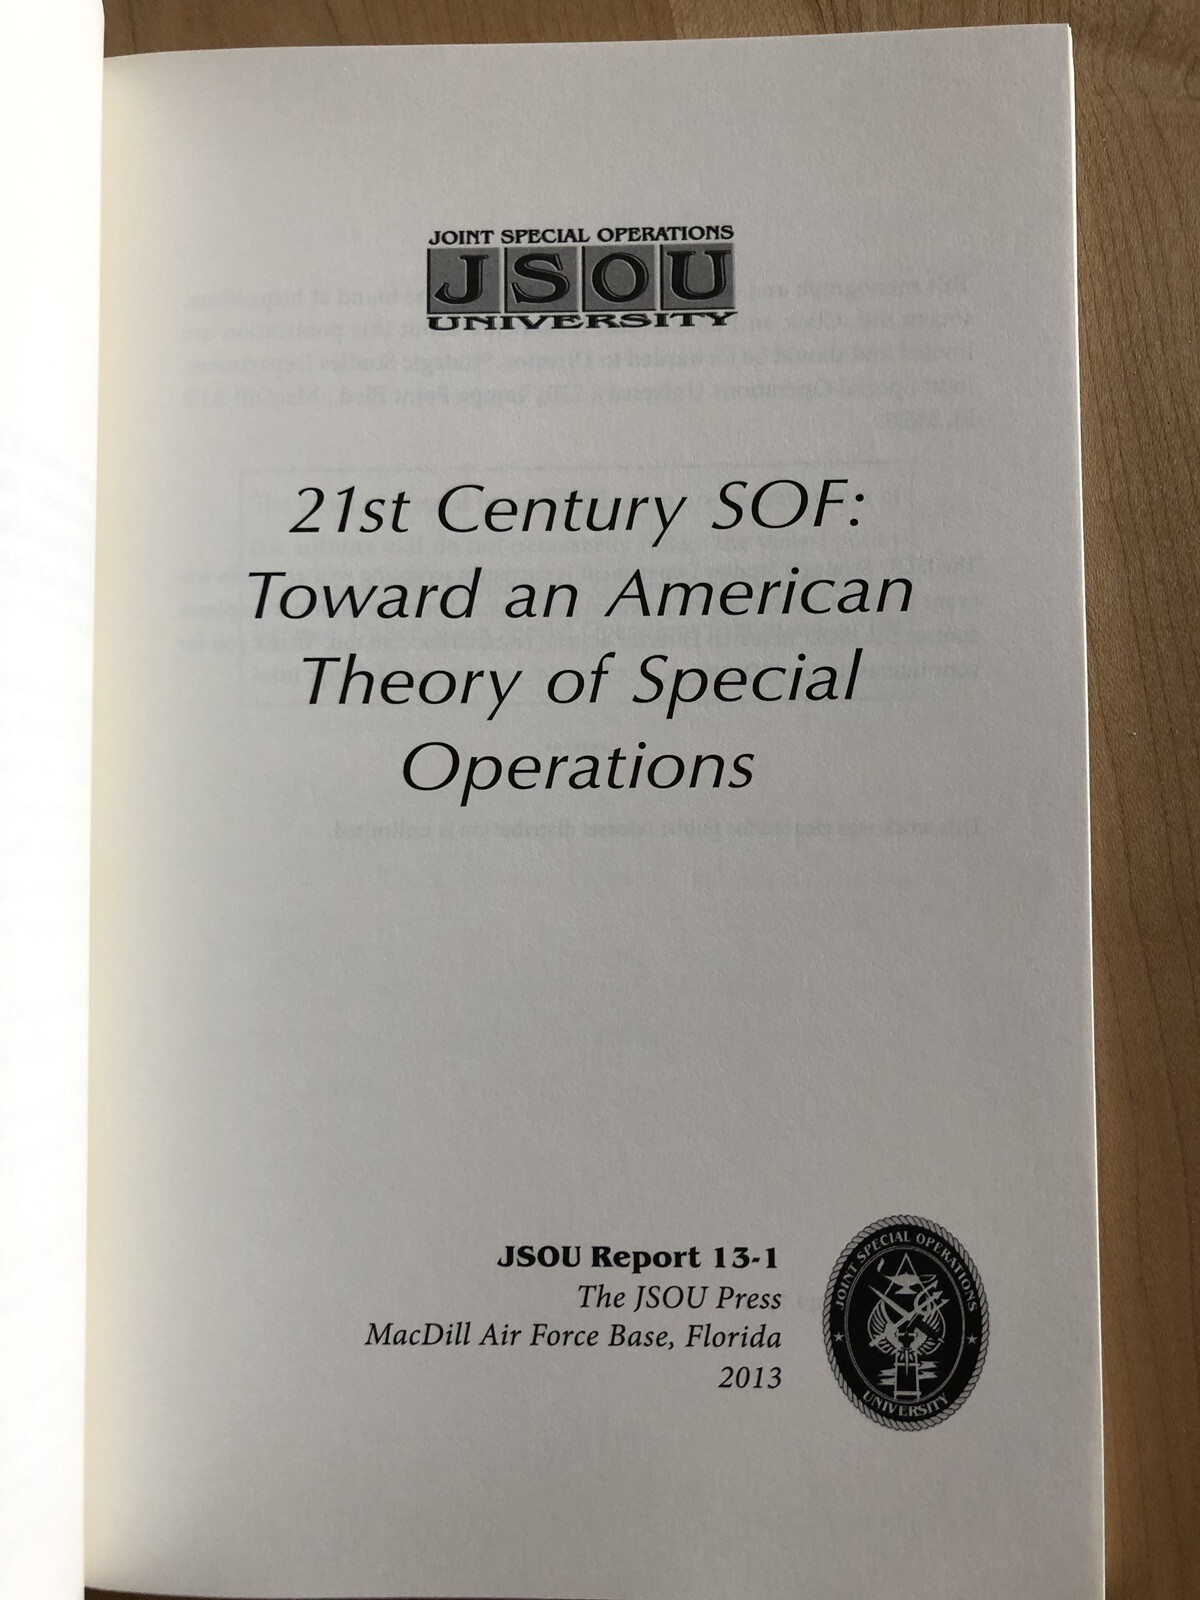 JOINT SPECIAL OPERATIONS
JSOU
UNIVERSITY
21st Century SOF:
Toward an American
Theory of Special
Operations
JSOU Report 13-1
The JSOU Press
MacDill Air Force Base, Florida
2013
JOINT SPECIAL OPERATIONS
UNIVERSITY